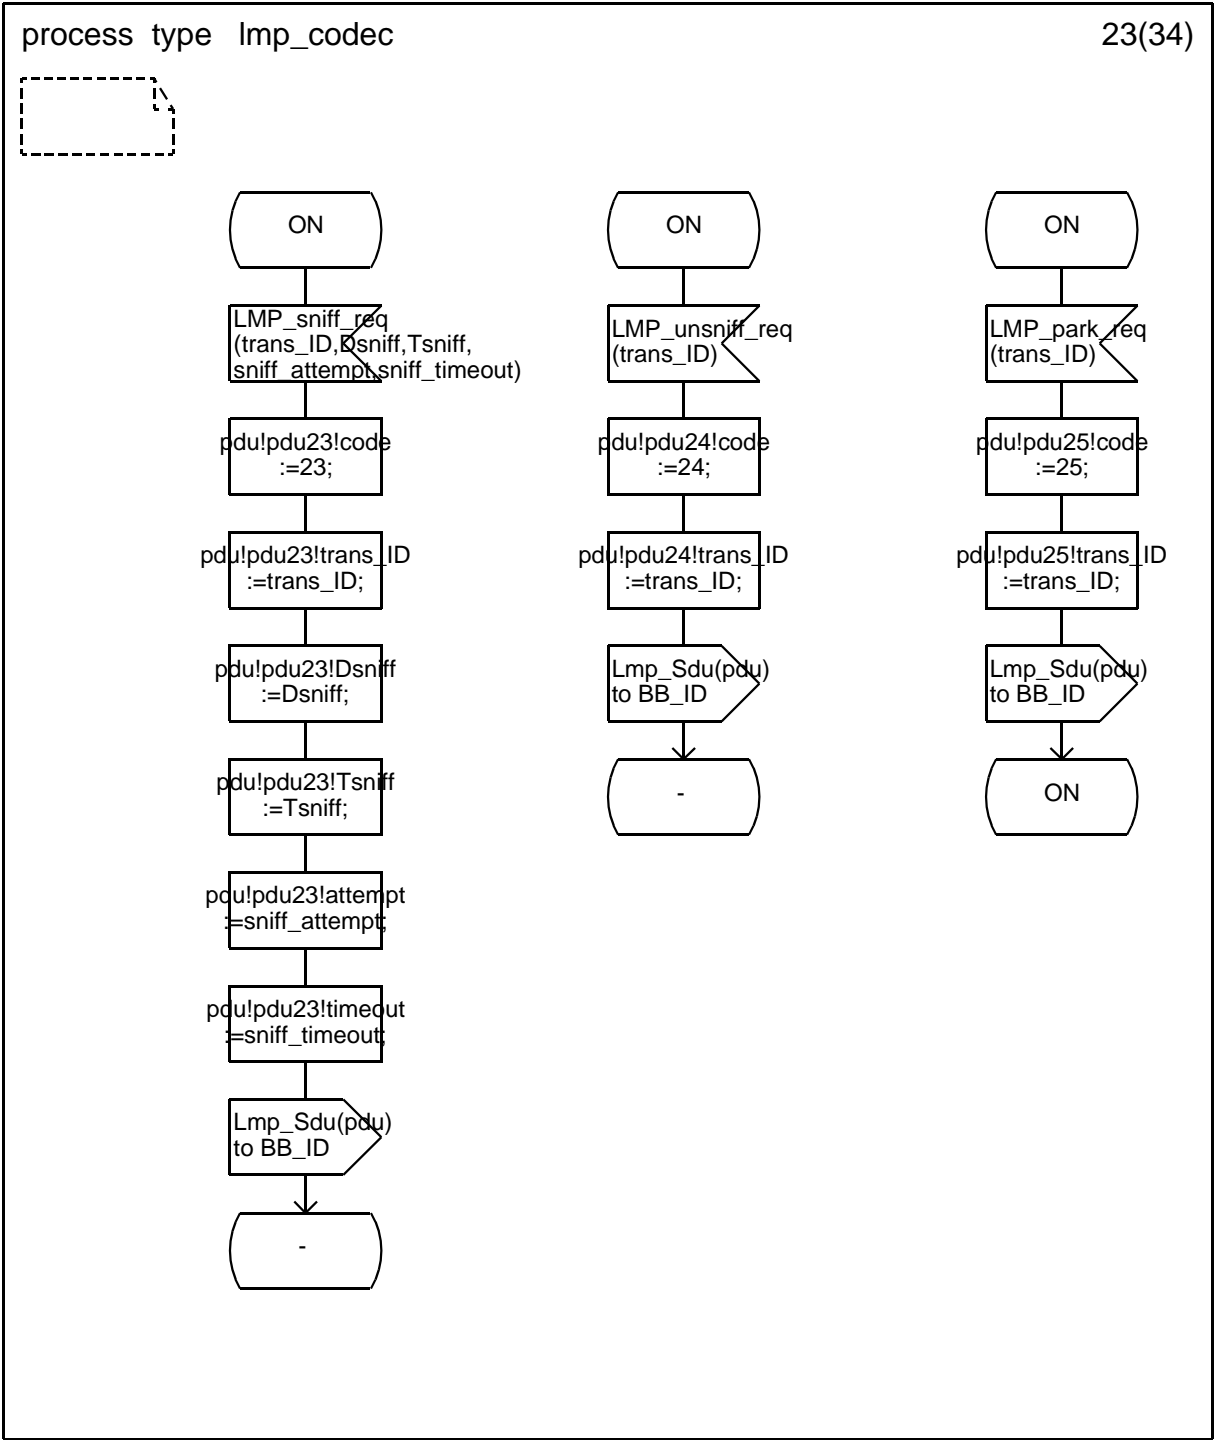 process type lmp_codec
23(34)
ON
LMP_sniff_req
(trans_ID,Dsniff,Tsniff,
sniff_attempt,sniff_timeout)
pdu!pdu23!code
:=23;
pdu!pdu23!trans_ID
:=trans_ID;
pdu!pdu23!Dsniff
:=Dsniff;
pdu!pdu23!Tsniff
:=Tsniff;
pdu!pdu23!attempt
:=sniff_attempt;
pdu!pdu23!timeout
:=sniff_timeout;
Lmp_Sdu(pdu)
to BB_ID
-
ON
LMP_unsniff_req
(trans_ID)
pdu!pdu24!code
:=24;
pdu!pdu24!trans_ID
:=trans_ID;
Lmp_Sdu(pdu)
to BB_ID
-
ON
LMP_park_req
(trans_ID)
pdu!pdu25!code
:=25;
pdu!pdu25!trans_ID
:=trans_ID;
Lmp_Sdu(pdu)
to BB_ID
ON